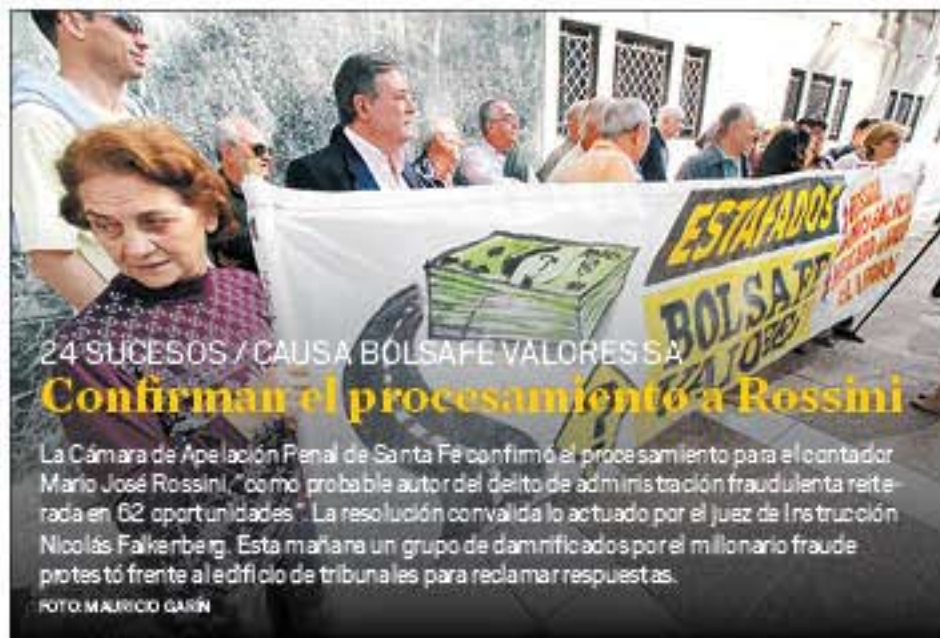 ESTAFADOS
BOLSAFE
24 SUCESOS / CAUSA BOLSAFE VALORES SA
Confirman el procesamiento a Rossini
La Cámara de Apelación Penal de Santa Fe confirmó el procesamiento para el contador
Mario José Rossini, "como probable autor del delito de administración fraudulenta reite-
rada en 62 oportunidades". La resolución convalida lo actuado por el juez de Instrucción
Nicolás Falkenberg. Esta mañana un grupo de damnificados por el millonario fraude
protestó frente al edificio de tribunales para reclamar respuestas.
FOTO: MAURICIO GARÍN